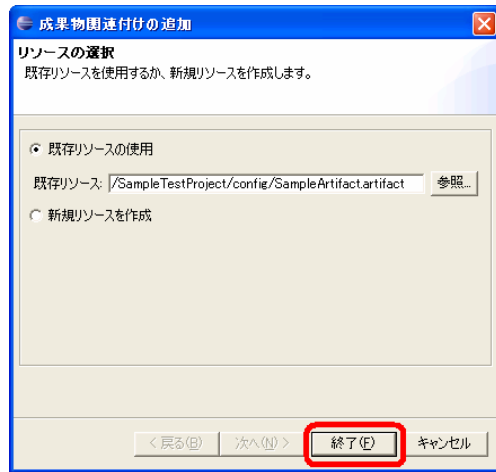 成果物関連付けの追加
リソースの選択
既存リソースを使用するか、新規リソースを作成します。
既存リソースの使用
既存リソース: /SampleTestProject/config/SampleArtifact.artifact 参照...
新規リソースを作成
< 戻る(B) 次へ(N) > 終了(F) キャンセル